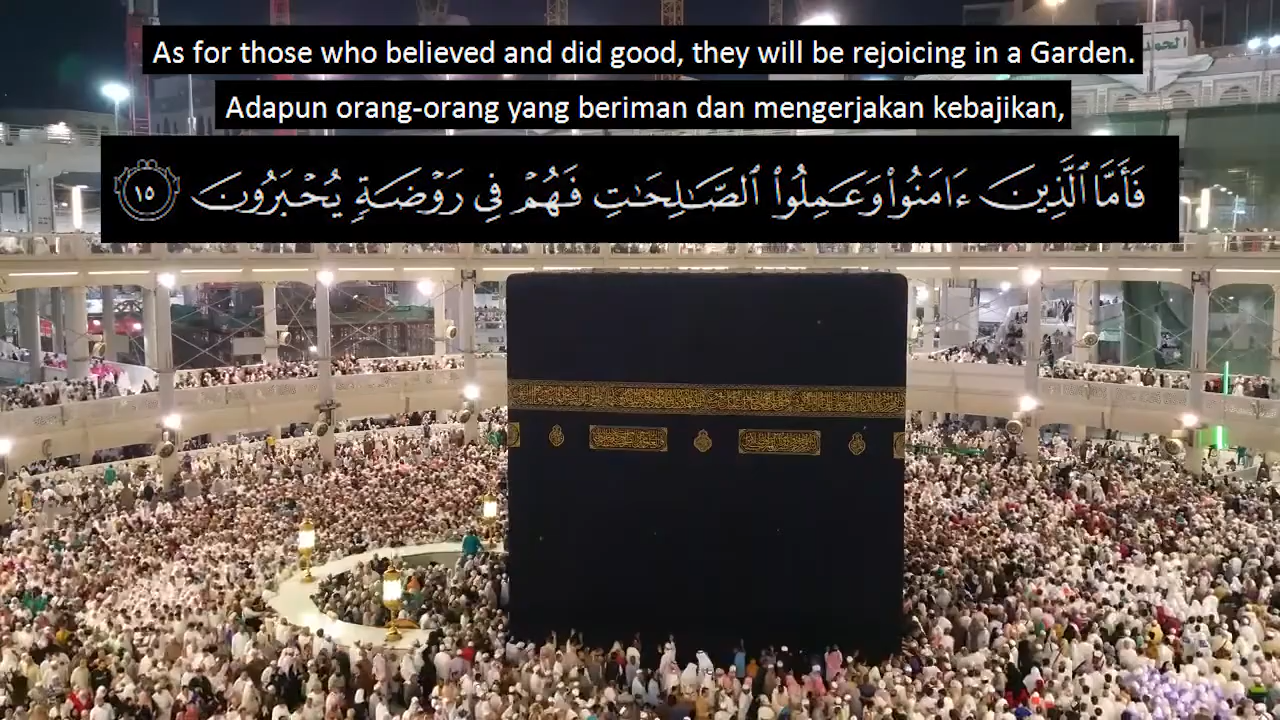 As for those who believed and did good, they will be rejoicing in a Garden.
Adapun orang-orang yang beriman dan mengerjakan kebajikan,
فَأَمَّا ٱلَّذِينَ ءَامَنُوا۟ وَعَمِلُوا۟ ٱلصَّـٰلِحَـٰتِ فَهُمْ فِى رَوْضَةٍۢ يُحْبَرُونَ ١٥